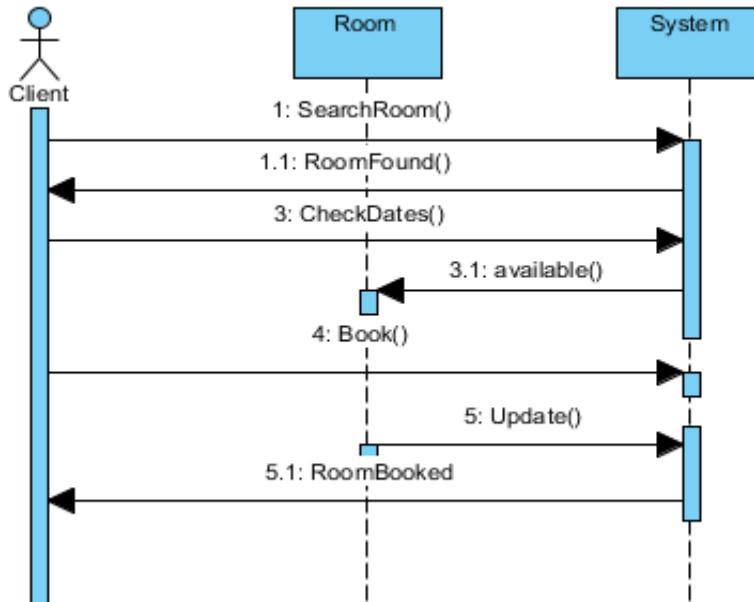 Room
System
Client
1: SearchRoom()
1.1: RoomFound()
3: CheckDates()
3.1: available()
4: Book()
5: Update()
5.1: RoomBooked